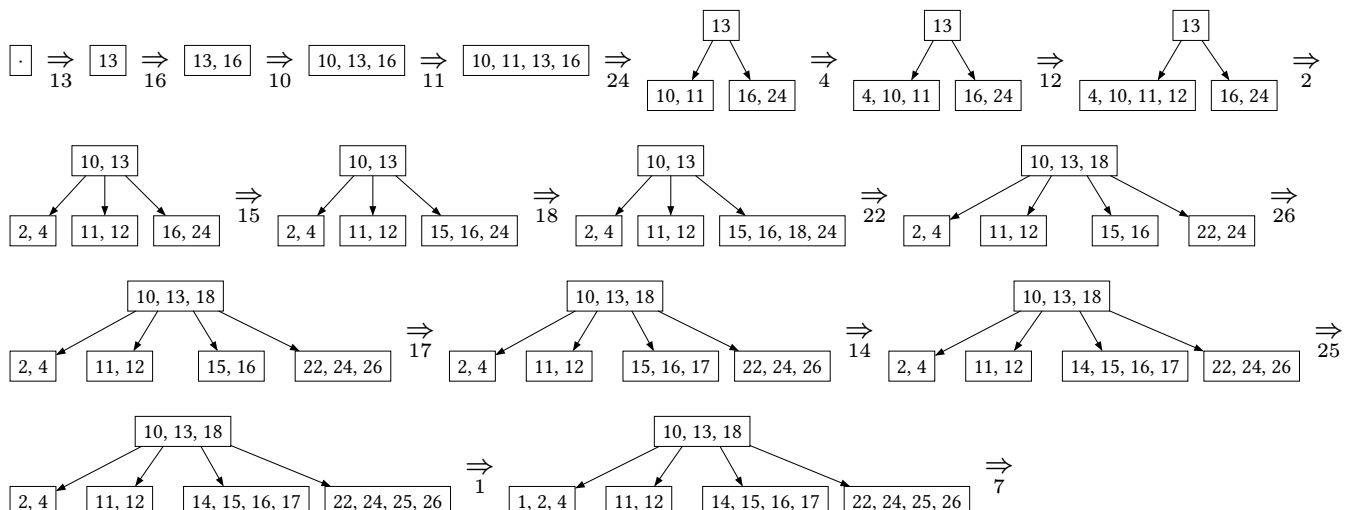 13
· ⇒ 13 ⇒ 13, 16 ⇒ 10, 13, 16 ⇒ 10, 11, 13, 16 ⇒ ⇒ ⇒ ⇒
13 16 10 11 24 4 12 2
13
13
10, 11 16, 24 4, 10, 11 16, 24 4, 10, 11, 12 16, 24
10, 13 10, 13 10, 13 10, 13, 18
⇒ ⇒ ⇒ ⇒
15 18 22 26
2, 4 11, 12 16, 24 2, 4 11, 12 15, 16, 24 2, 4 11, 12 15, 16, 18, 24 2, 4 11, 12 15, 16 22, 24
10, 13, 18 10, 13, 18 10, 13, 18
⇒ ⇒ ⇒
17 14 25
2, 4 11, 12 15, 16 22, 24, 26 2, 4 11, 12 15, 16, 17 22, 24, 26 2, 4 11, 12 14, 15, 16, 17 22, 24, 26
10, 13, 18 10, 13, 18
⇒ ⇒
1 7
2, 4 11, 12 14, 15, 16, 17 22, 24, 25, 26 1, 2, 4 11, 12 14, 15, 16, 17 22, 24, 25, 26